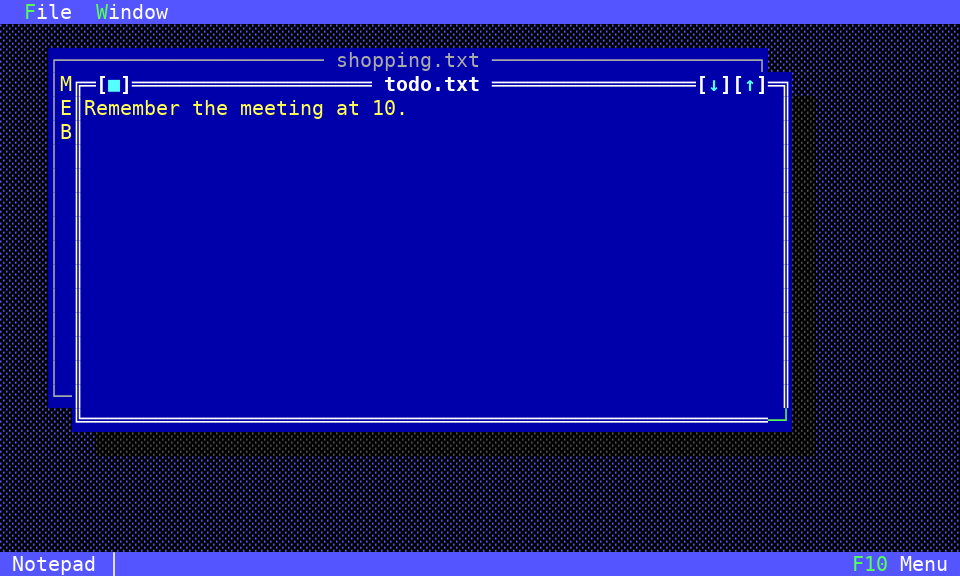 File Window
shopping.txt
M
[■] todo.txt [↓][↑]
E
Remember the meeting at 10.
B
Notepad
F10 Menu